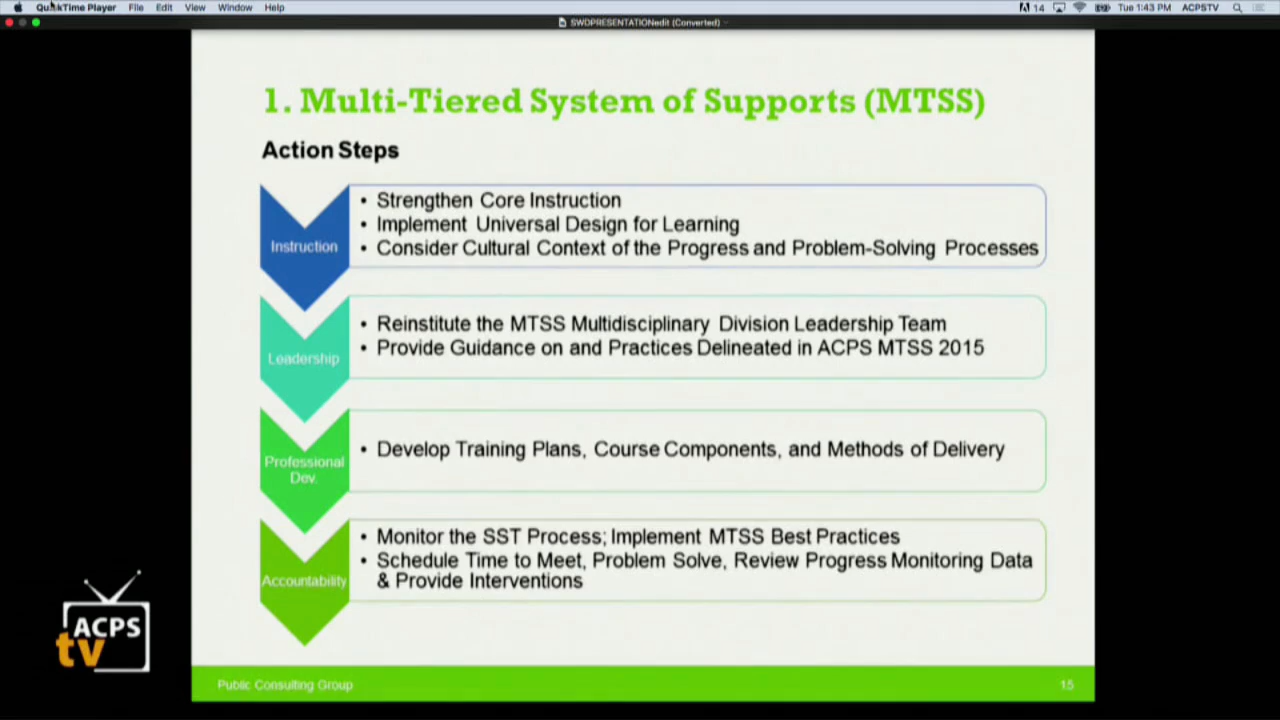 QuickTime Player File Edit View Window Help
14 Tue 1:43 PM ACPSTV
SWDPRESENTATIONedit (Converted)
1. Multi-Tiered System of Supports (MTSS)
Action Steps
Instruction
• Strengthen Core Instruction
• Implement Universal Design for Learning
• Consider Cultural Context of the Progress and Problem-Solving Processes
Leadership
• Reinstitute the MTSS Multidisciplinary Division Leadership Team
• Provide Guidance on and Practices Delineated in ACPS MTSS 2015
Professional
Dev.
• Develop Training Plans, Course Components, and Methods of Delivery
Accountability
• Monitor the SST Process; Implement MTSS Best Practices
• Schedule Time to Meet, Problem Solve, Review Progress Monitoring Data
& Provide Interventions
ACPS
tv
Public Consulting Group
15